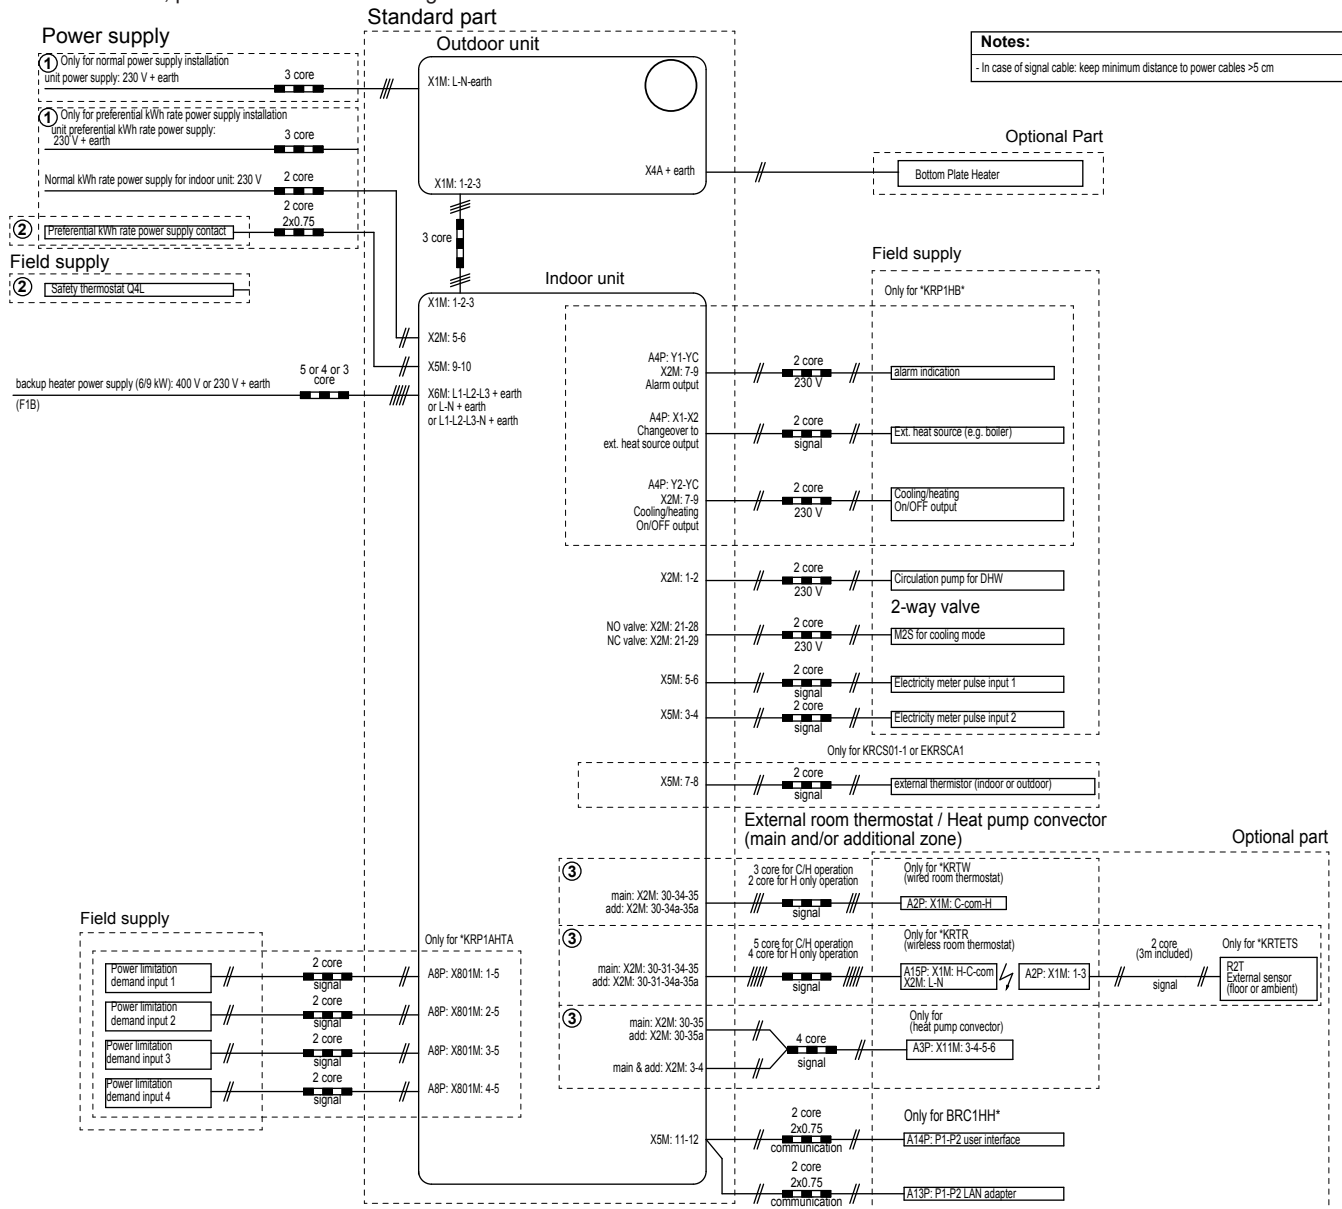 Standard part
Power supply
① Only for normal power supply installation
unit power supply: 230 V + earth
3 core
① Only for preferential kWh rate power supply installation
unit preferential kWh rate power supply:
230 V + earth
3 core
Normal kWh rate power supply for indoor unit: 230 V
2 core
2 core
2x0.75
② Preferential kWh rate power supply contact
Field supply
② Safety thermostat Q4L
backup heater power supply (6/9 kW): 400 V or 230 V + earth
(F1B)
5 or 4 or 3
core
Outdoor unit
X1M: L-N-earth
X4A + earth
X1M: 1-2-3
3 core
Notes:
- In case of signal cable: keep minimum distance to power cables >5 cm
Optional Part
Bottom Plate Heater
Indoor unit
X1M: 1-2-3
X2M: 5-6
X5M: 9-10
X6M: L1-L2-L3 + earth
or L-N + earth
or L1-L2-L3-N + earth
Field supply
Only for *KRP1HB*
A4P: Y1-YC
X2M: 7-9
Alarm output
2 core
230 V
alarm indication
A4P: X1-X2
Changeover to
ext. heat source output
2 core
signal
Ext. heat source (e.g. boiler)
A4P: Y2-YC
X2M: 7-9
Cooling/heating
On/OFF output
2 core
230 V
Cooling/heating
On/OFF output
X2M: 1-2
2 core
230 V
Circulation pump for DHW
2-way valve
NO valve: X2M: 21-28
NC valve: X2M: 21-29
2 core
230 V
M2S for cooling mode
X5M: 5-6
2 core
signal
Electricity meter pulse input 1
X5M: 3-4
2 core
signal
Electricity meter pulse input 2
Only for KRCS01-1 or EKRSCA1
X5M: 7-8
2 core
signal
external thermistor (indoor or outdoor)
External room thermostat / Heat pump convector
(main and/or additional zone)
Optional part
③
main: X2M: 30-34-35
add: X2M: 30-34a-35a
3 core for C/H operation
2 core for H only operation
signal
Only for *KRTW
(wired room thermostat)
A2P: X1M: C-com-H
③
main: X2M: 30-31-34-35
add: X2M: 30-31-34a-35a
5 core for C/H operation
4 core for H only operation
signal
Only for *KRTR
(wireless room thermostat)
A15P: X1M: H-C-com
X2M: L-N
A2P: X1M: 1-3
2 core
(3m included)
signal
Only for *KRTETS
R2T
External sensor
(floor or ambient)
③
main: X2M: 30-35
add: X2M: 30-35a
main & add: X2M: 3-4
4 core
signal
Only for
(heat pump convector)
A3P: X11M: 3-4-5-6
X5M: 11-12
2 core
2x0.75
communication
Only for BRC1HH*
A14P: P1-P2 user interface
2 core
2x0.75
communication
A13P: P1-P2 LAN adapter
Field supply
Only for *KRP1AHTA
Power limitation
demand input 1
2 core
signal
A8P: X801M: 1-5
Power limitation
demand input 2
2 core
signal
A8P: X801M: 2-5
Power limitation
demand input 3
2 core
signal
A8P: X801M: 3-5
Power limitation
demand input 4
2 core
signal
A8P: X801M: 4-5